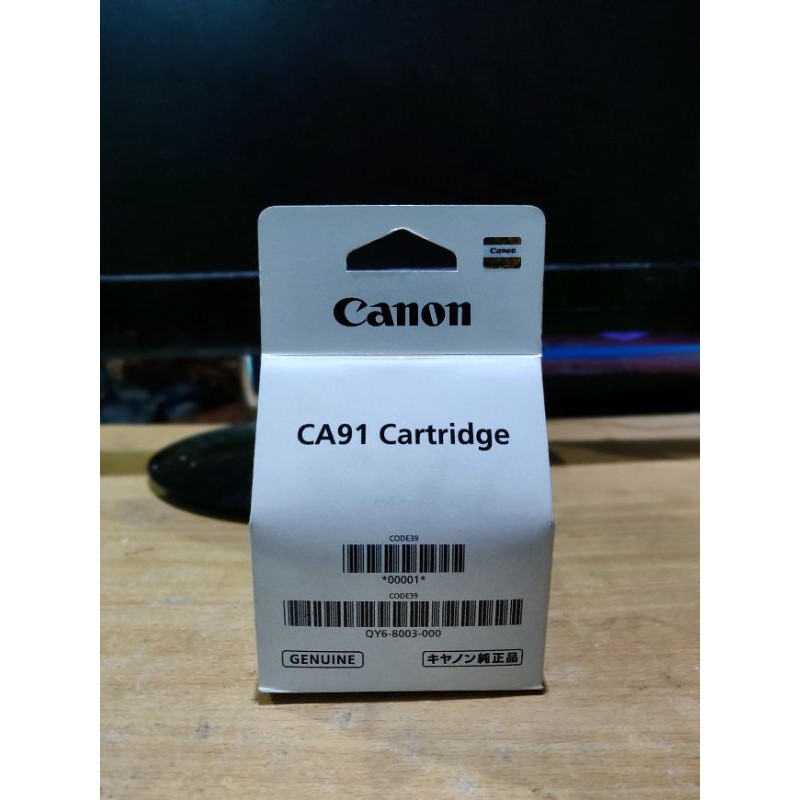 Canon
Canon
CA91 Cartridge
CODE39
*00001*
CODE39
QY6-8003-000
GENUINE
キヤノン純正品